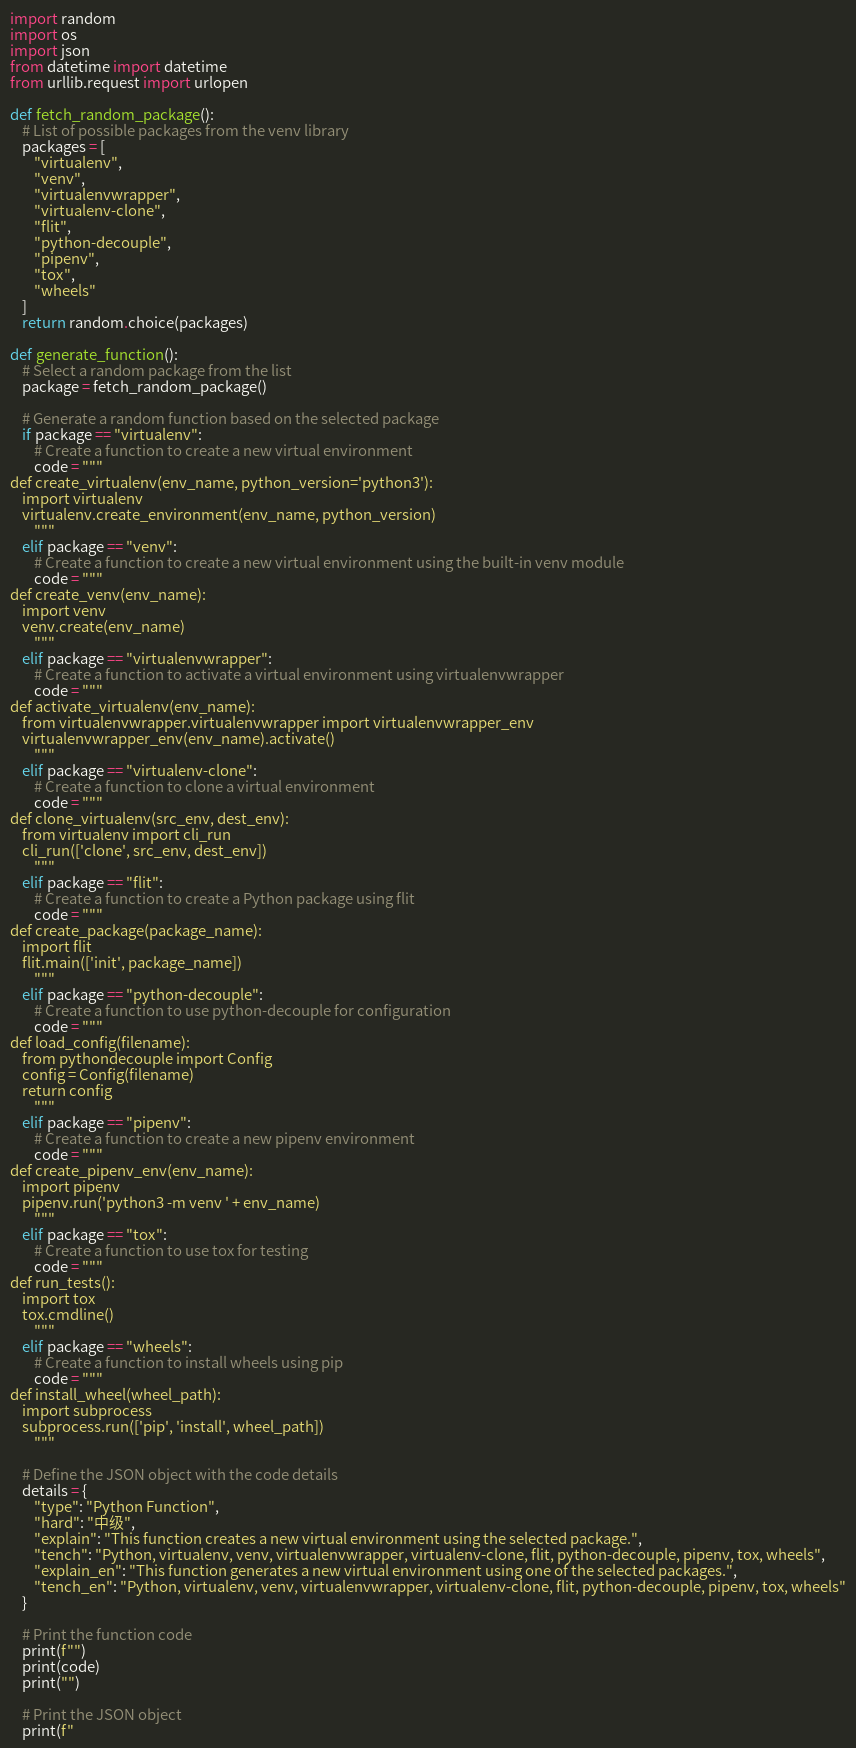 import random
import os
import json
from datetime import datetime
from urllib.request import urlopen

def fetch_random_package():
    # List of possible packages from the venv library
    packages = [
        "virtualenv",
        "venv",
        "virtualenvwrapper",
        "virtualenv-clone",
        "flit",
        "python-decouple",
        "pipenv",
        "tox",
        "wheels"
    ]
    return random.choice(packages)

def generate_function():
    # Select a random package from the list
    package = fetch_random_package()

    # Generate a random function based on the selected package
    if package == "virtualenv":
        # Create a function to create a new virtual environment
        code = """
def create_virtualenv(env_name, python_version='python3'):
    import virtualenv
    virtualenv.create_environment(env_name, python_version)
        """
    elif package == "venv":
        # Create a function to create a new virtual environment using the built-in venv module
        code = """
def create_venv(env_name):
    import venv
    venv.create(env_name)
        """
    elif package == "virtualenvwrapper":
        # Create a function to activate a virtual environment using virtualenvwrapper
        code = """
def activate_virtualenv(env_name):
    from virtualenvwrapper.virtualenvwrapper import virtualenvwrapper_env
    virtualenvwrapper_env(env_name).activate()
        """
    elif package == "virtualenv-clone":
        # Create a function to clone a virtual environment
        code = """
def clone_virtualenv(src_env, dest_env):
    from virtualenv import cli_run
    cli_run(['clone', src_env, dest_env])
        """
    elif package == "flit":
        # Create a function to create a Python package using flit
        code = """
def create_package(package_name):
    import flit
    flit.main(['init', package_name])
        """
    elif package == "python-decouple":
        # Create a function to use python-decouple for configuration
        code = """
def load_config(filename):
    from pythondecouple import Config
    config = Config(filename)
    return config
        """
    elif package == "pipenv":
        # Create a function to create a new pipenv environment
        code = """
def create_pipenv_env(env_name):
    import pipenv
    pipenv.run('python3 -m venv ' + env_name)
        """
    elif package == "tox":
        # Create a function to use tox for testing
        code = """
def run_tests():
    import tox
    tox.cmdline()
        """
    elif package == "wheels":
        # Create a function to install wheels using pip
        code = """
def install_wheel(wheel_path):
    import subprocess
    subprocess.run(['pip', 'install', wheel_path])
        """

    # Define the JSON object with the code details
    details = {
        "type": "Python Function",
        "hard": "中级",
        "explain": "This function creates a new virtual environment using the selected package.",
        "tench": "Python, virtualenv, venv, virtualenvwrapper, virtualenv-clone, flit, python-decouple, pipenv, tox, wheels",
        "explain_en": "This function generates a new virtual environment using one of the selected packages.",
        "tench_en": "Python, virtualenv, venv, virtualenvwrapper, virtualenv-clone, flit, python-decouple, pipenv, tox, wheels"
    }

    # Print the function code
    print(f"")
    print(code)
    print("")

    # Print the JSON object
    print(f"